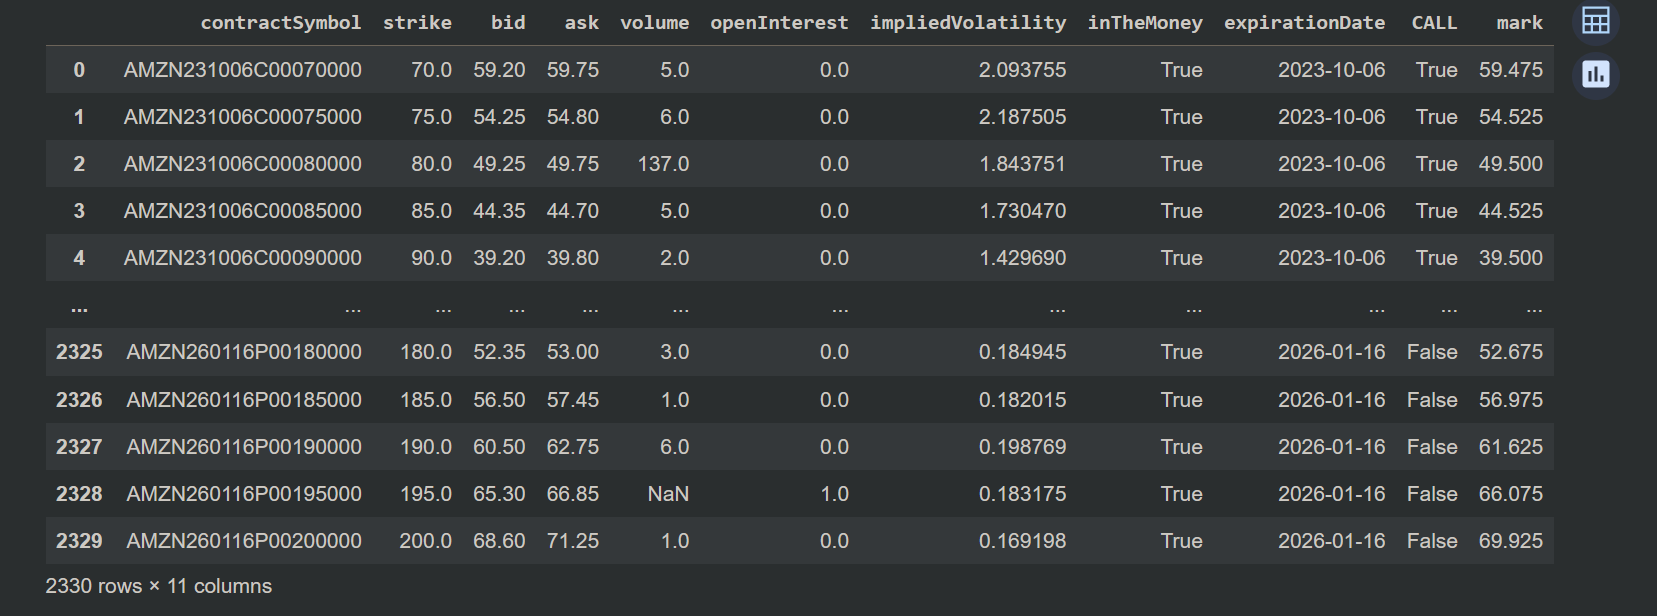 contractSymbol strike bid ask volume openInterest impliedVolatility inTheMoney expirationDate CALL mark
0 AMZN231006C00070000 70.0 59.20 59.75 5.0 0.0 2.093755 True 2023-10-06 True 59.475
1 AMZN231006C00075000 75.0 54.25 54.80 6.0 0.0 2.187505 True 2023-10-06 True 54.525
2 AMZN231006C00080000 80.0 49.25 49.75 137.0 0.0 1.843751 True 2023-10-06 True 49.500
3 AMZN231006C00085000 85.0 44.35 44.70 5.0 0.0 1.730470 True 2023-10-06 True 44.525
4 AMZN231006C00090000 90.0 39.20 39.80 2.0 0.0 1.429690 True 2023-10-06 True 39.500
... ... ... ... ... ... ... ... ... ... ... ...
2325 AMZN260116P00180000 180.0 52.35 53.00 3.0 0.0 0.184945 True 2026-01-16 False 52.675
2326 AMZN260116P00185000 185.0 56.50 57.45 1.0 0.0 0.182015 True 2026-01-16 False 56.975
2327 AMZN260116P00190000 190.0 60.50 62.75 6.0 0.0 0.198769 True 2026-01-16 False 61.625
2328 AMZN260116P00195000 195.0 65.30 66.85 NaN 1.0 0.183175 True 2026-01-16 False 66.075
2329 AMZN260116P00200000 200.0 68.60 71.25 1.0 0.0 0.169198 True 2026-01-16 False 69.925
2330 rows × 11 columns